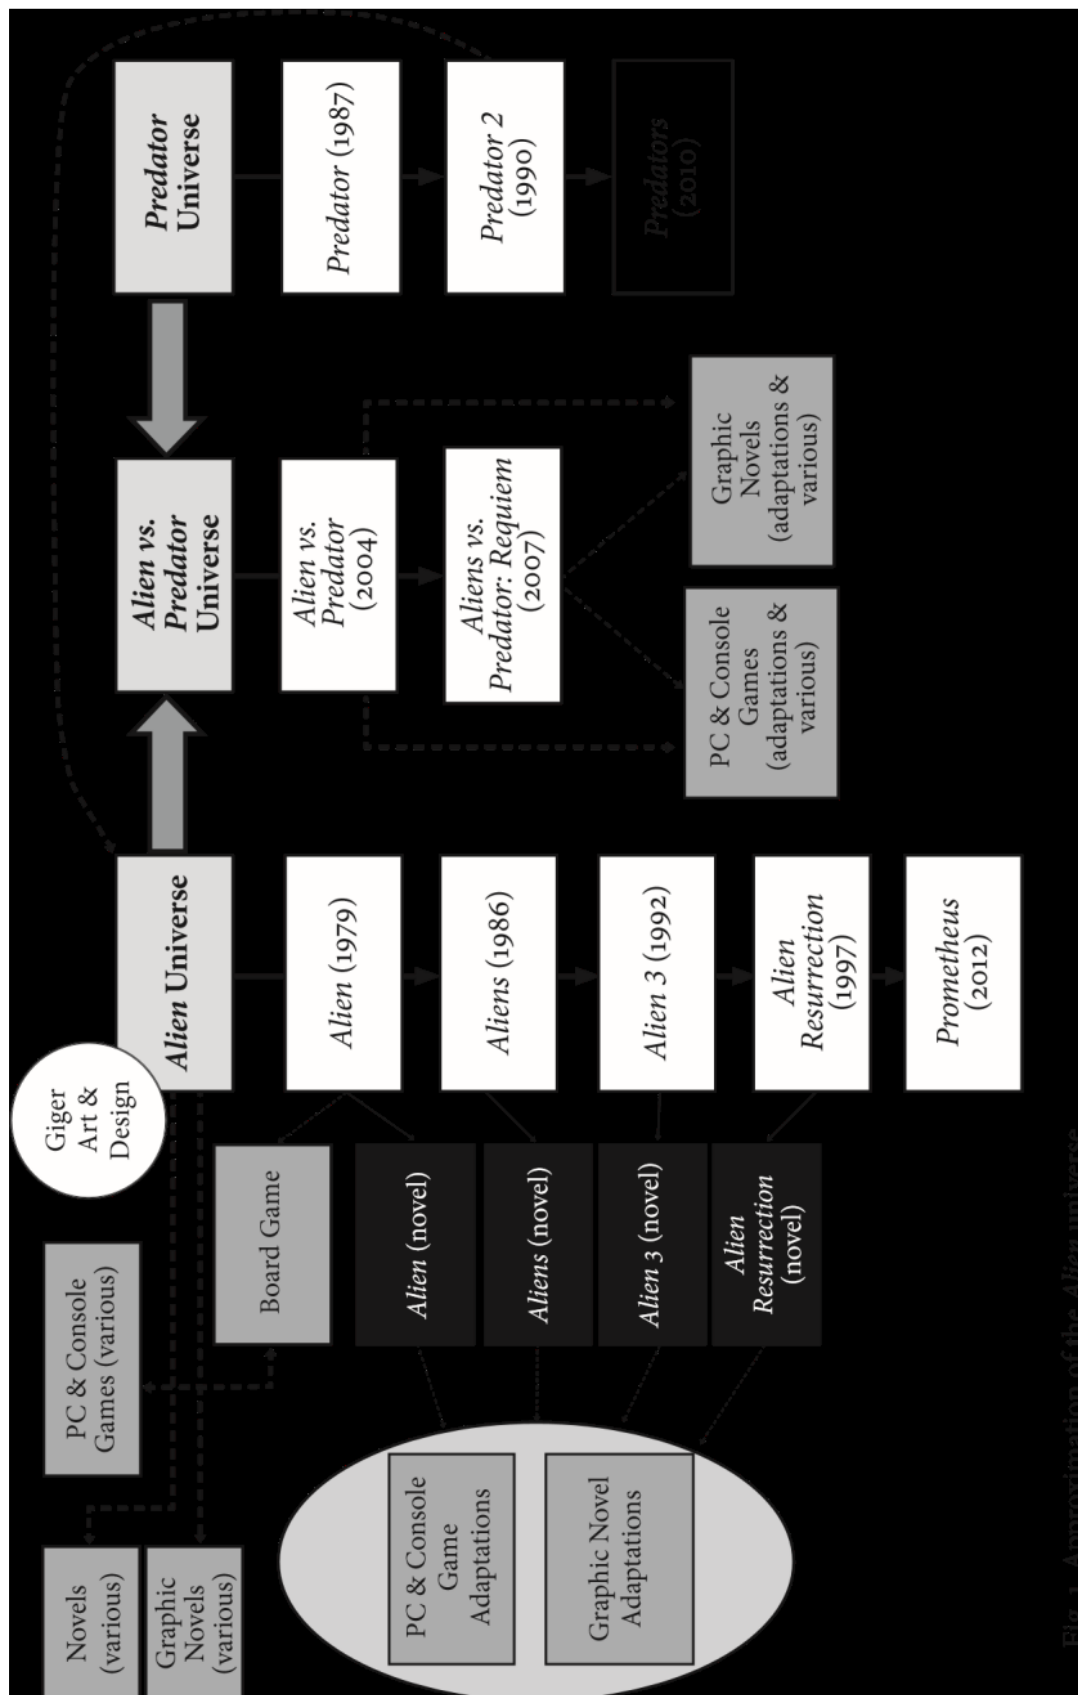 Predator
Universe
Predator (1987)
Predator 2
(1990)
Predators
(2010)
Alien vs.
Predator
Universe
Alien vs.
Predator
(2004)
Aliens vs.
Predator: Requiem
(2007)
Graphic
Novels
(adaptations &
various)
PC & Console
Games
(adaptations &
various)
Giger
Art &
Design
Alien Universe
Alien (1979)
Aliens (1986)
Alien 3 (1992)
Alien
Resurrection
(1997)
Prometheus
(2012)
PC & Console
Games (various)
Board Game
Alien (novel)
Aliens (novel)
Alien 3 (novel)
Alien
Resurrection
(novel)
Novels
(various)
Graphic
Novels
(various)
PC & Console
Game
Adaptations
Graphic Novel
Adaptations
Fig. 1 Approximation of the Alien universe